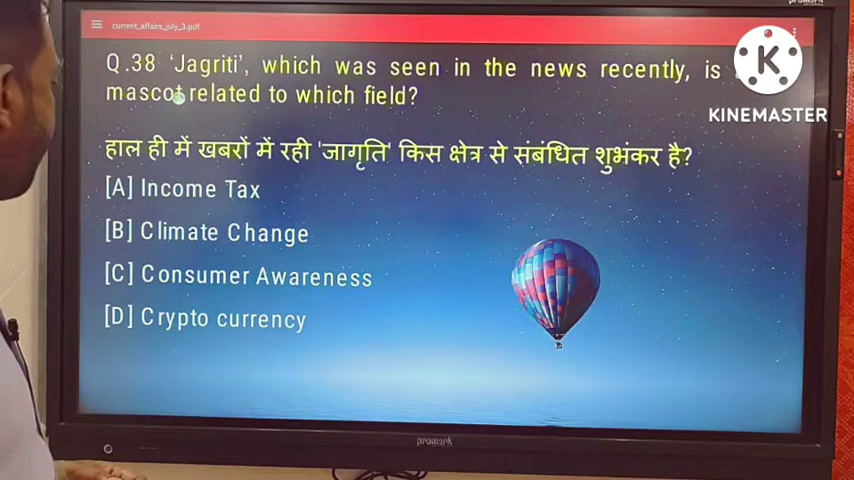 promark
current_affairs_july_3.pdf
Q.38 ‘Jagriti’, which was seen in the news recently, is
mascot related to which field?
हाल ही में खबरों में रही 'जागृति' किस क्षेत्र से संबंधित शुभंकर है?
[A] Income Tax
[B] Climate Change
[C] Consumer Awareness
[D] Crypto currency
K
KINEMASTER
promark